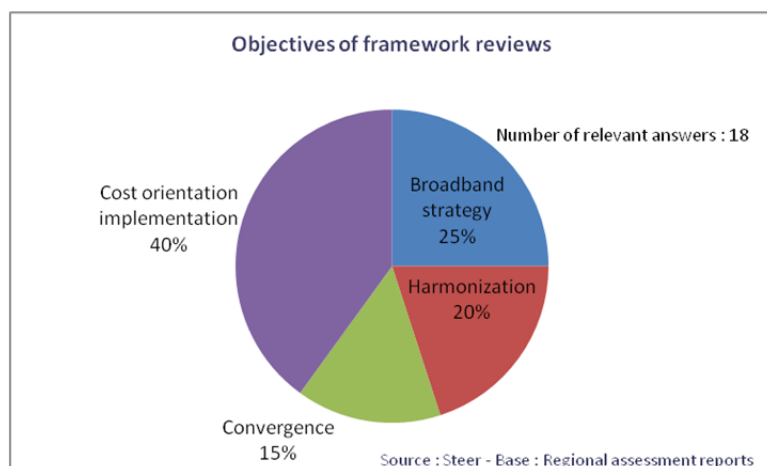 Objectives of framework reviews
Number of relevant answers : 18
Broadband
strategy
25%
Harmonization
20%
Convergence
15%
Cost orientation
implementation
40%
Source : Steer - Base : Regional assessment reports